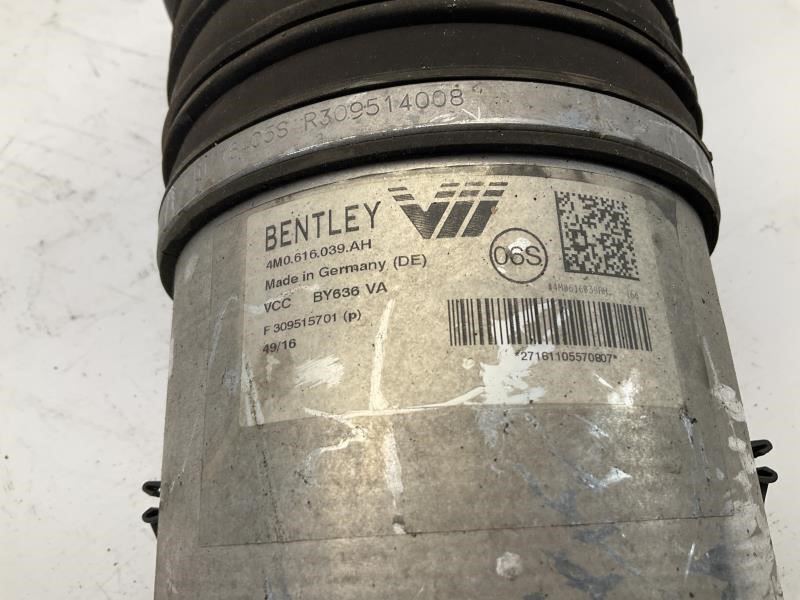 R309514008
BENTLEY
4M0.616.039.AH
Made in Germany (DE)
VCC BY636 VA
F 309515701 (p)
49/16
06S
*27161105570807*